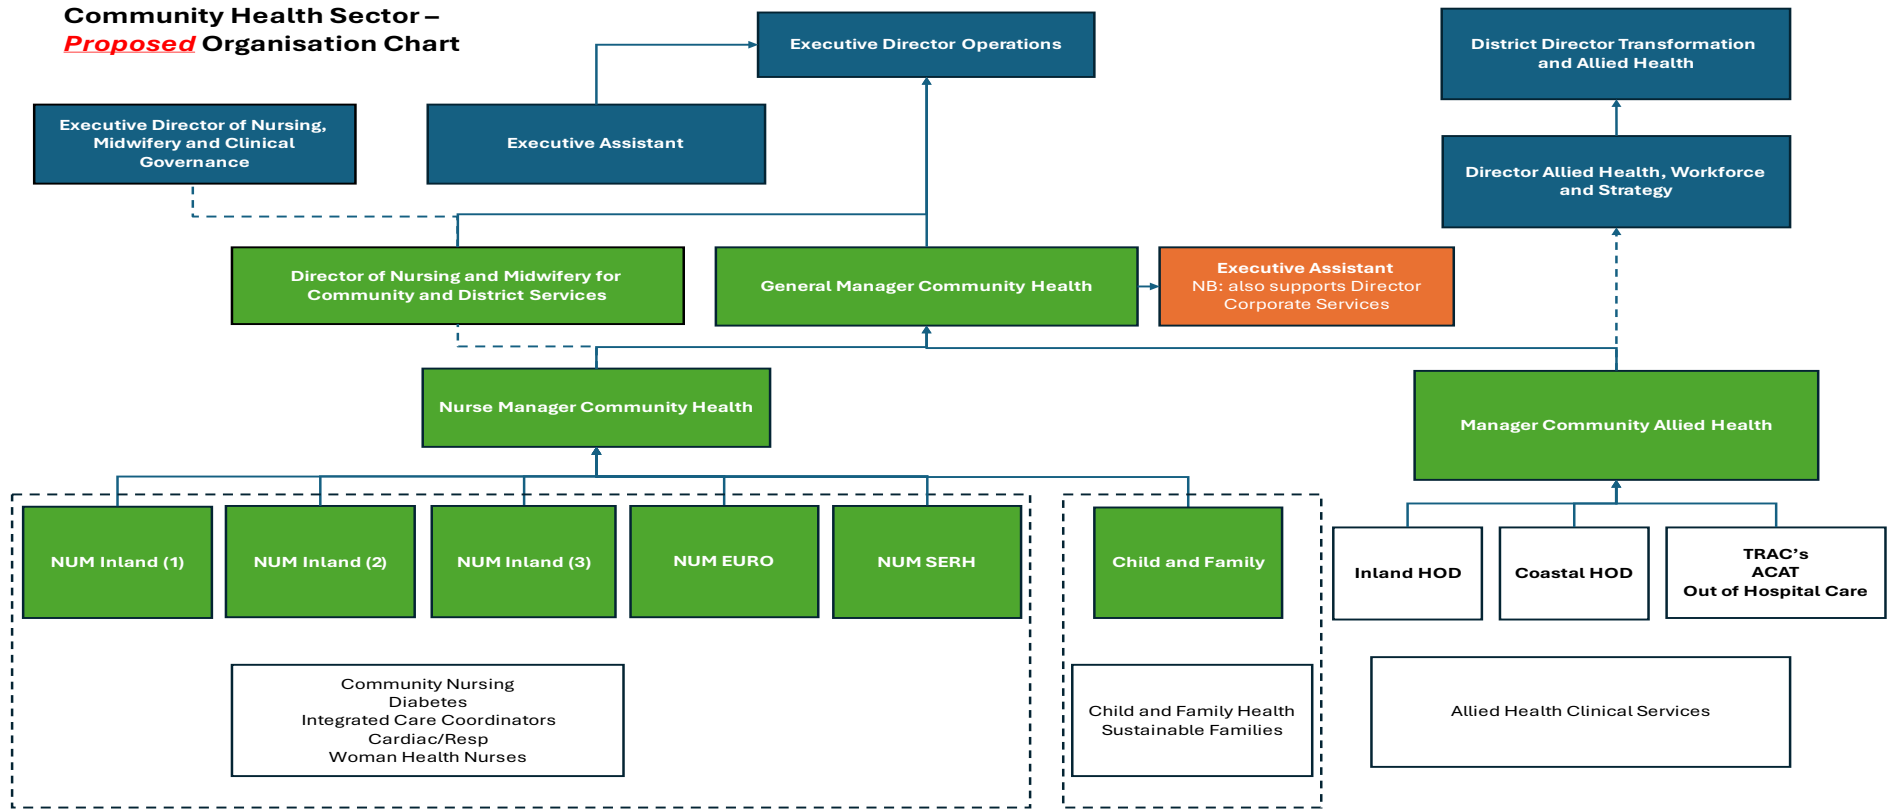 Community Health Sector –
Proposed Organisation Chart
Executive Director Operations
District Director Transformation
and Allied Health
Executive Director of Nursing,
Midwifery and Clinical
Governance
Executive Assistant
Director Allied Health, Workforce
and Strategy
Director of Nursing and Midwifery for
Community and District Services
General Manager Community Health
Executive Assistant
NB: also supports Director
Corporate Services
Nurse Manager Community Health
Manager Community Allied Health
NUM Inland (1)
NUM Inland (2)
NUM Inland (3)
NUM EURO
NUM SERH
Child and Family
Inland HOD
Coastal HOD
TRAC’s
ACAT
Out of Hospital Care
Community Nursing
Diabetes
Integrated Care Coordinators
Cardiac/Resp
Woman Health Nurses
Child and Family Health
Sustainable Families
Allied Health Clinical Services